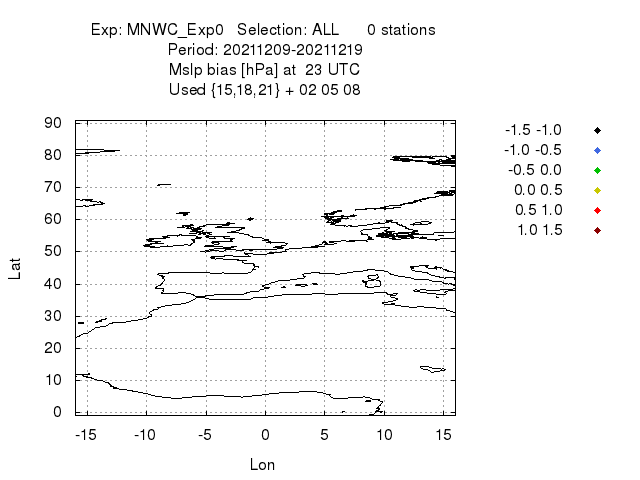 Exp: MNWC_Exp0   Selection: ALL      0 stations
Period: 20211209-20211219
Mslp bias [hPa] at  23 UTC
Used {15,18,21} + 02 05 08
90
80
70
60
50
40
30
20
10
0
Lat
-15 -10 -5 0 5 10 15
Lon
-1.5 -1.0
-1.0 -0.5
-0.5 0.0
0.0 0.5
0.5 1.0
1.0 1.5